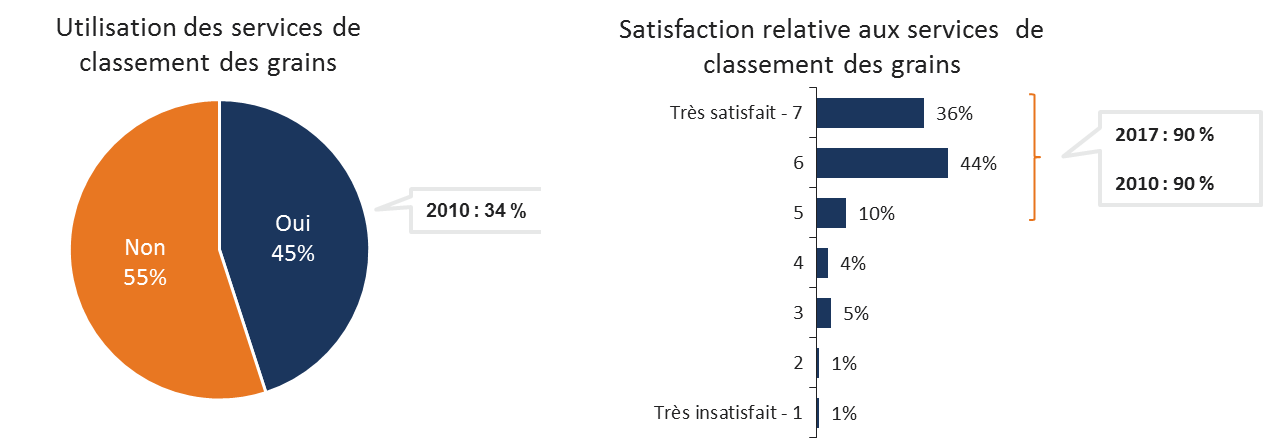 Utilisation des services de
classement des grains
Oui
45%
Non
55%
2010 : 34 %
Satisfaction relative aux services de
classement des grains
Très satisfait - 7
36%
6
44%
5
10%
4
4%
3
5%
2
1%
Très insatisfait - 1
1%
2017 : 90 %
2010 : 90 %